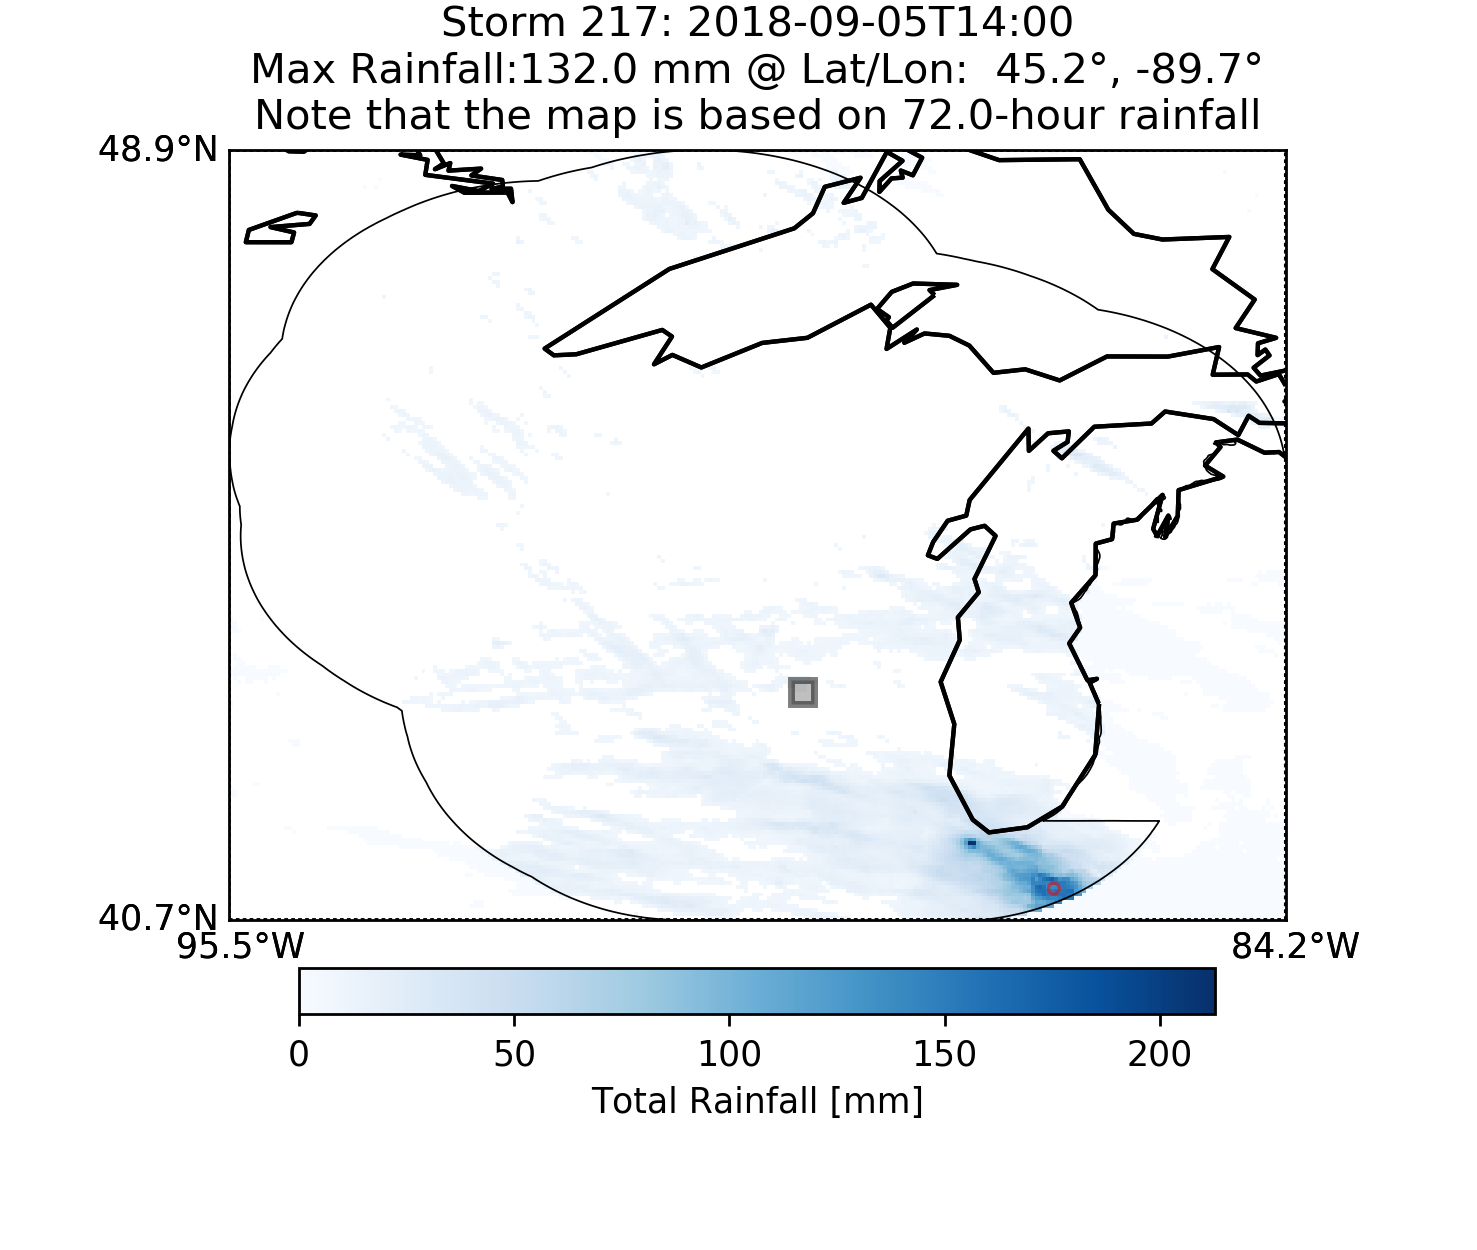 Storm 217: 2018-09-05T14:00
Max Rainfall:132.0 mm @ Lat/Lon:  45.2°, -89.7°
Note that the map is based on 72.0-hour rainfall
48.9°N
40.7°N
95.5°W 84.2°W
0 50 100 150 200
Total Rainfall [mm]